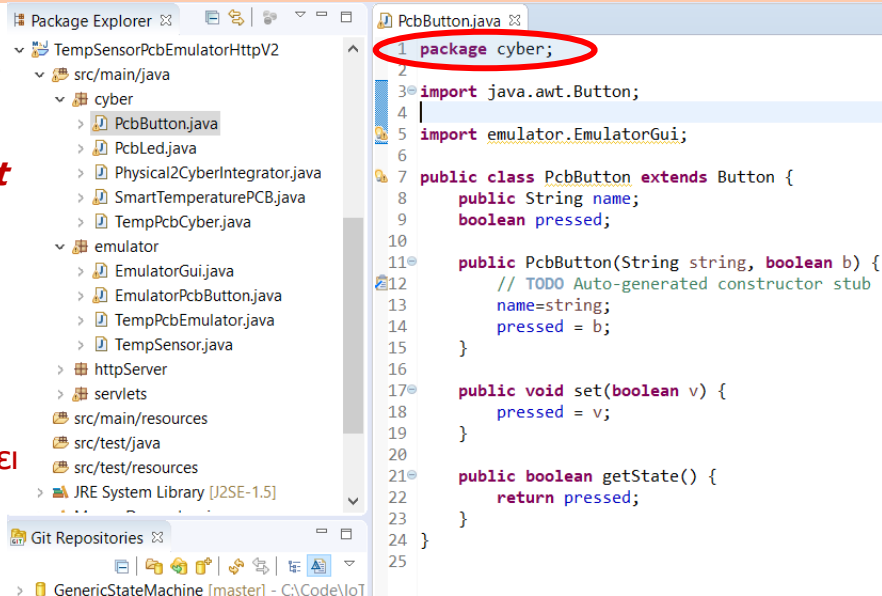 Package Explorer
TempSensorPcbEmulatorHttpV2
src/main/java
cyber
PcbButton.java
PcbLed.java
Physical2CyberIntegrator.java
SmartTemperaturePCB.java
TempPcbCyber.java
emulator
EmulatorGui.java
EmulatorPcbButton.java
TempPcbEmulator.java
TempSensor.java
httpServer
servlets
src/main/resources
src/test/java
src/test/resources
JRE System Library [J2SE-1.5]
t
ει
Git Repositories
GenericStateMachine [master] - C:\Code\IoT
PcbButton.java
1 package cyber;
2
3 import java.awt.Button;
4
5 import emulator.EmulatorGui;
6
7 public class PcbButton extends Button {
8 public String name;
9 boolean pressed;
10
11 public PcbButton(String string, boolean b) {
12 // TODO Auto-generated constructor stub
13 name=string;
14 pressed = b;
15 }
16
17 public void set(boolean v) {
18 pressed = v;
19 }
20
21 public boolean getState() {
22 return pressed;
23 }
24 }
25